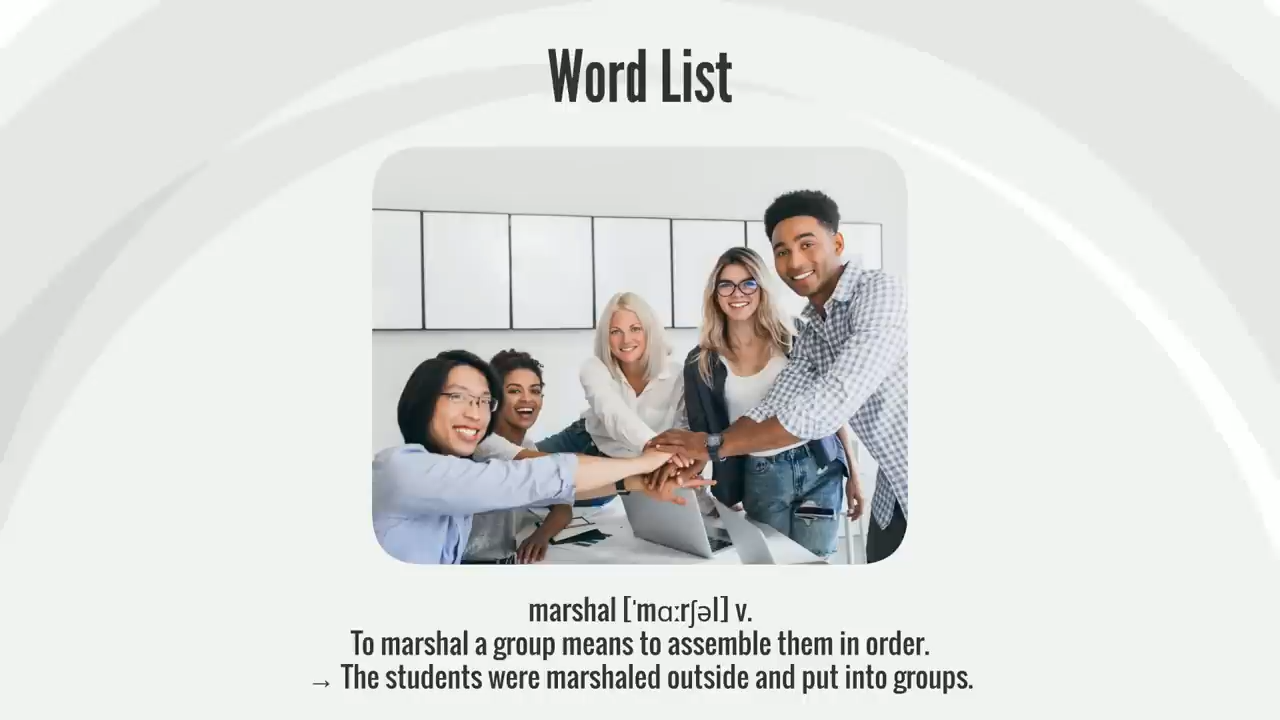 Word List
marshal [ˈmɑːrʃəl] v.
To marshal a group means to assemble them in order.
→ The students were marshaled outside and put into groups.